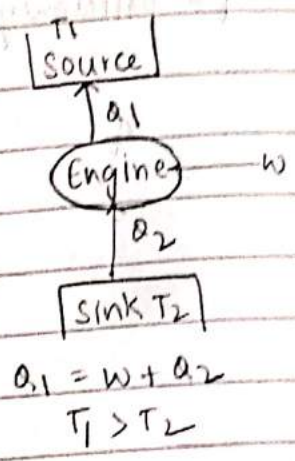 T1
Source
Q1
Engine
W
Q2
Sink T2
Q1 = W + Q2
T1 > T2